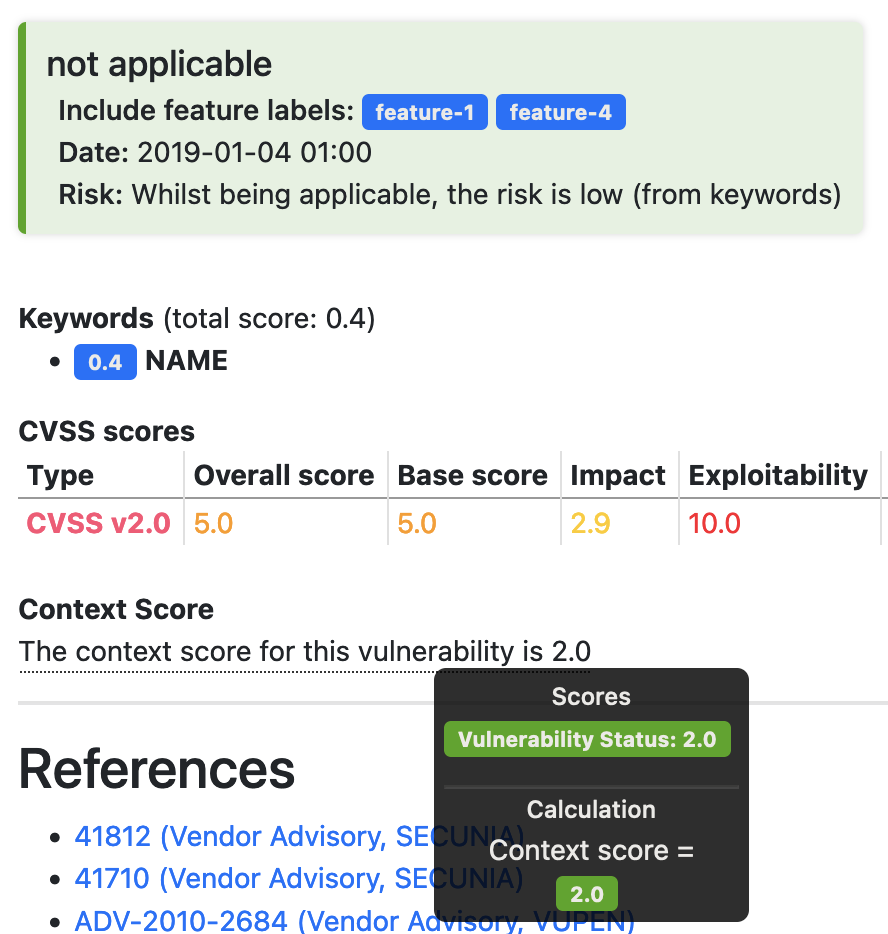 not applicable
Include feature labels: feature-1 feature-4
Date: 2019-01-04 01:00
Risk: Whilst being applicable, the risk is low (from keywords)
Keywords (total score: 0.4)
0.4 NAME
CVSS scores
Type Overall score Base score Impact Exploitability
CVSS v2.0 5.0 5.0 2.9 10.0
Context Score
The context score for this vulnerability is 2.0
Scores
Vulnerability Status: 2.0
Calculation
Context score =
2.0
References
41812 (Vendor Advisory, SECUNIA)
41710 (Vendor Advisory, SECUNIA)
ADV-2010-2684 (Vendor Advisory, VUPEN)